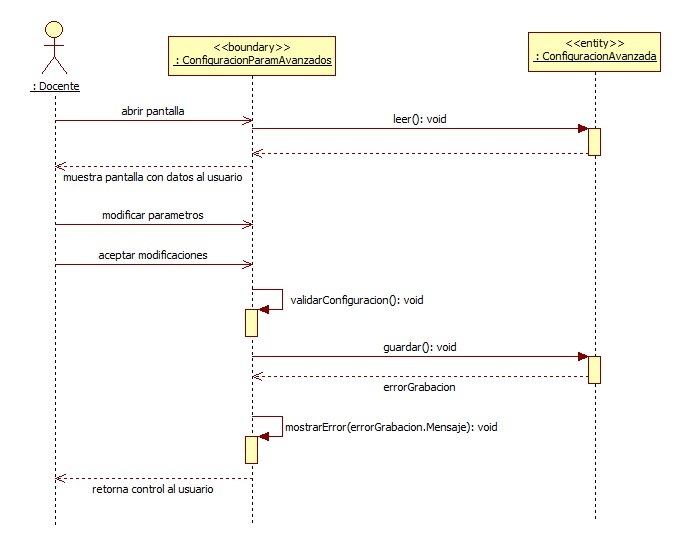 <<boundary>>
: ConfiguracionParamAvanzados
<<entity>>
: ConfiguracionAvanzada
: Docente
abrir pantalla
leer(): void
muestra pantalla con datos al usuario
modificar parametros
aceptar modificaciones
validarConfiguracion(): void
guardar(): void
errorGrabacion
mostrarError(errorGrabacion.Mensaje): void
retorna control al usuario